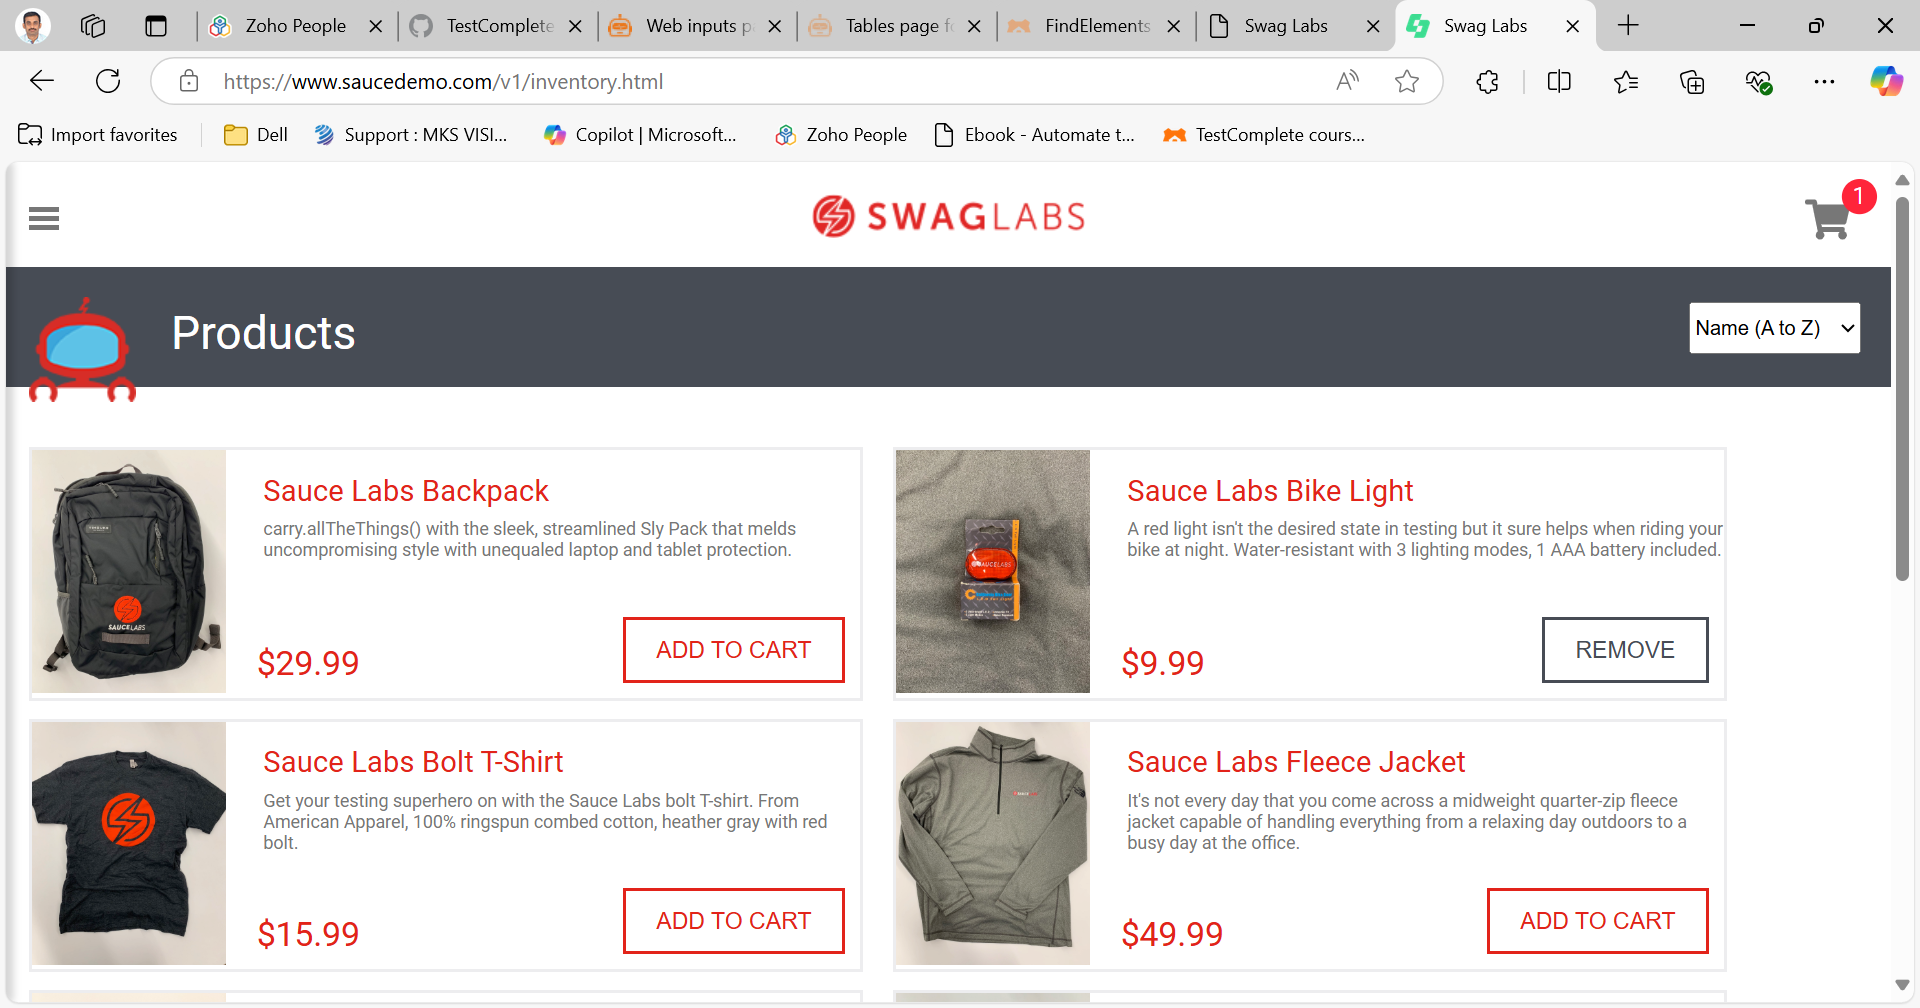 Zoho People
TestComplete
Web inputs p
Tables page fo
FindElements
Swag Labs
Swag Labs
https://www.saucedemo.com/v1/inventory.html
Import favorites
Dell
Support : MKS VISI...
Copilot | Microsoft...
Zoho People
Ebook - Automate t...
TestComplete cours...
SWAGLABS
1
Products
Name (A to Z)
Sauce Labs Backpack
carry.allTheThings() with the sleek, streamlined Sly Pack that melds
uncompromising style with unequaled laptop and tablet protection.
$29.99
ADD TO CART
SAUCELABS
Sauce Labs Bike Light
A red light isn't the desired state in testing but it sure helps when riding your
bike at night. Water-resistant with 3 lighting modes, 1 AAA battery included.
$9.99
REMOVE
SAUCELABS
Sauce Labs Bolt T-Shirt
Get your testing superhero on with the Sauce Labs bolt T-shirt. From
American Apparel, 100% ringspun combed cotton, heather gray with red
bolt.
$15.99
ADD TO CART
Sauce Labs Fleece Jacket
It's not every day that you come across a midweight quarter-zip fleece
jacket capable of handling everything from a relaxing day outdoors to a
busy day at the office.
$49.99
ADD TO CART